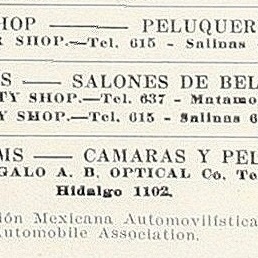 HOP — PELUQUER
R SHOP.—Tel. 615 - Salinas
S — SALONES DE BEL
TY SHOP.—Tel. 637 - Matamo
Y SHOP.—Tel. 615 - Salinas 6
MS — CAMARAS Y PEL
GALO A. B. OPTICAL Co. Te
Hidalgo 1102.
ión Mexicana Automovilística
Automobile Association.